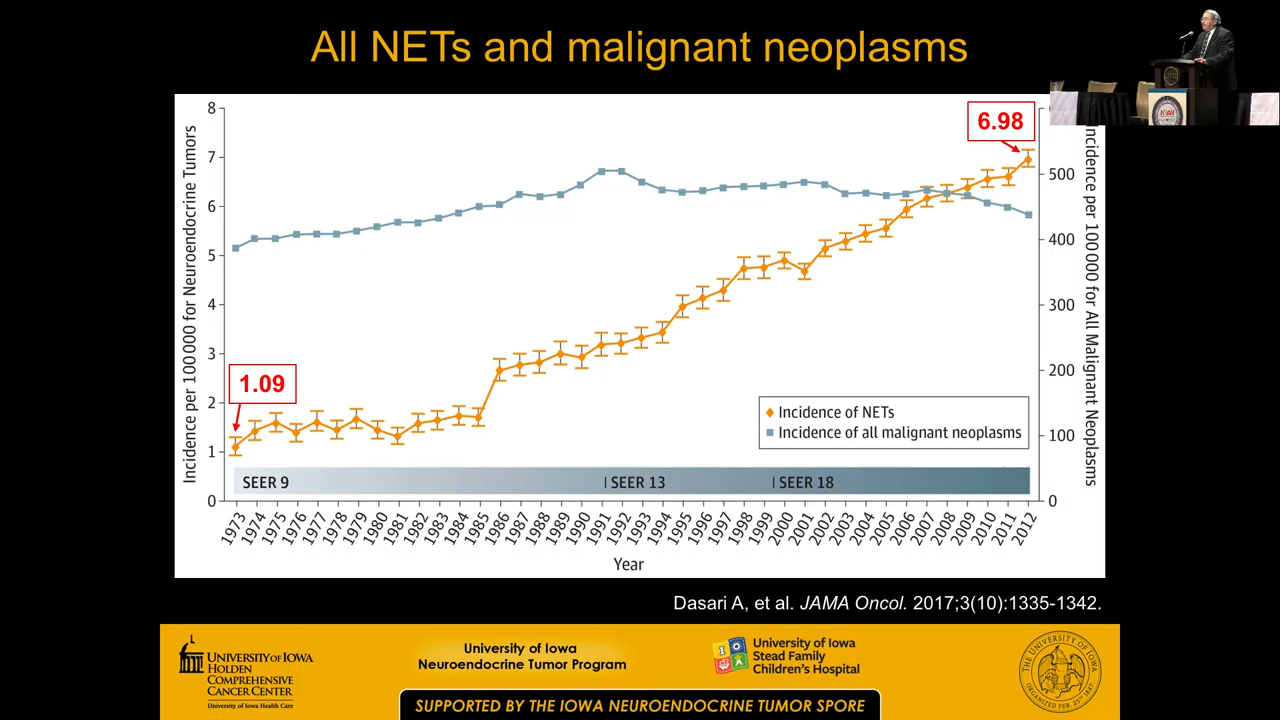 All NETs and malignant neoplasms
Incidence per 100000 for Neuroendocrine Tumors
8
7
6
5
4
3
2
1
0
1.09
6.98
500
400
300
200
100
0
Incidence per 100000 for All Malignant Neoplasms
Incidence of NETs
Incidence of all malignant neoplasms
SEER 9
SEER 13
SEER 18
1973 1974 1975 1976 1977 1978 1979 1980 1981 1982 1983 1984 1985 1986 1987 1988 1989 1990 1991 1992 1993 1994 1995 1996 1997 1998 1999 2000 2001 2002 2003 2004 2005 2006 2007 2008 2009 2010 2011 2012
Year
Dasari A, et al. JAMA Oncol. 2017;3(10):1335-1342.
UNIVERSITY OF IOWA
HOLDEN
COMPREHENSIVE
CANCER CENTER
University of Iowa Health Care
University of Iowa
Neuroendocrine Tumor Program
I O W A
University of Iowa
Stead Family
Children's Hospital
SUPPORTED BY THE IOWA NEUROENDOCRINE TUMOR SPORE